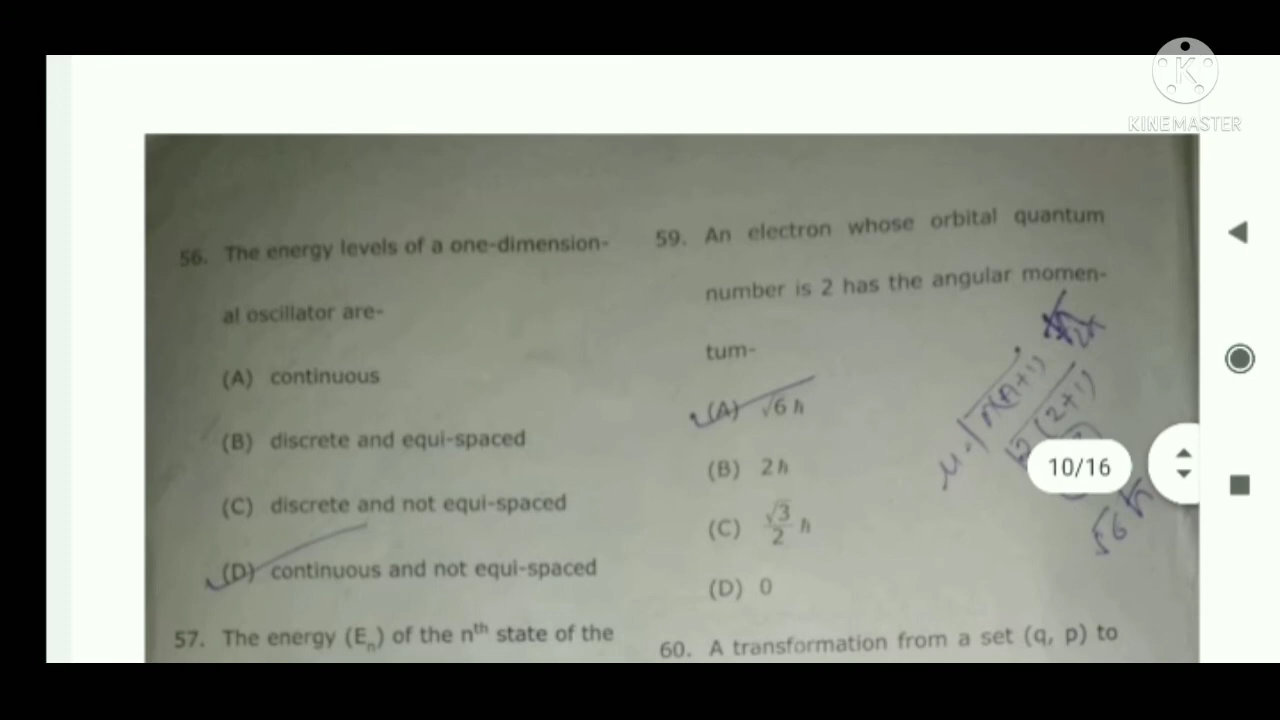 KINEMASTER
56. The energy levels of a one-dimension-
al oscillator are-
(A) continuous
(B) discrete and equi-spaced
(C) discrete and not equi-spaced
(D) continuous and not equi-spaced
57. The energy (Eₙ) of the nᵗʰ state of the
59. An electron whose orbital quantum
number is 2 has the angular momen-
tum-
(A) √6 ħ
(B) 2ħ
(C) √3/2 ħ
(D) 0
60. A transformation from a set (q, p) to
(2+1)
10/16